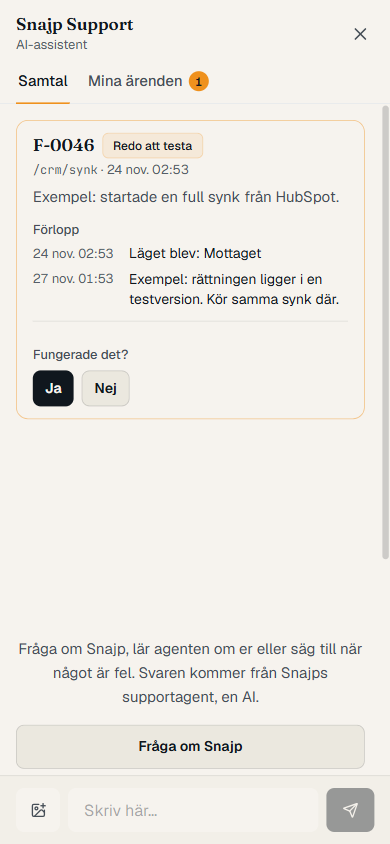 Snajp Support
AI-assistent
Samtal
Mina ärenden 1
F-0046 Redo att testa
/crm/synk · 24 nov. 02:53
Exempel: startade en full synk från HubSpot.
Förlopp
24 nov. 02:53 Läget blev: Mottaget
27 nov. 01:53 Exempel: rättningen ligger i en
testversion. Kör samma synk där.
Fungerade det?
Ja
Nej
Fråga om Snajp, lär agenten om er eller säg till när
något är fel. Svaren kommer från Snajps
supportagent, en AI.
Fråga om Snajp
Skriv här…